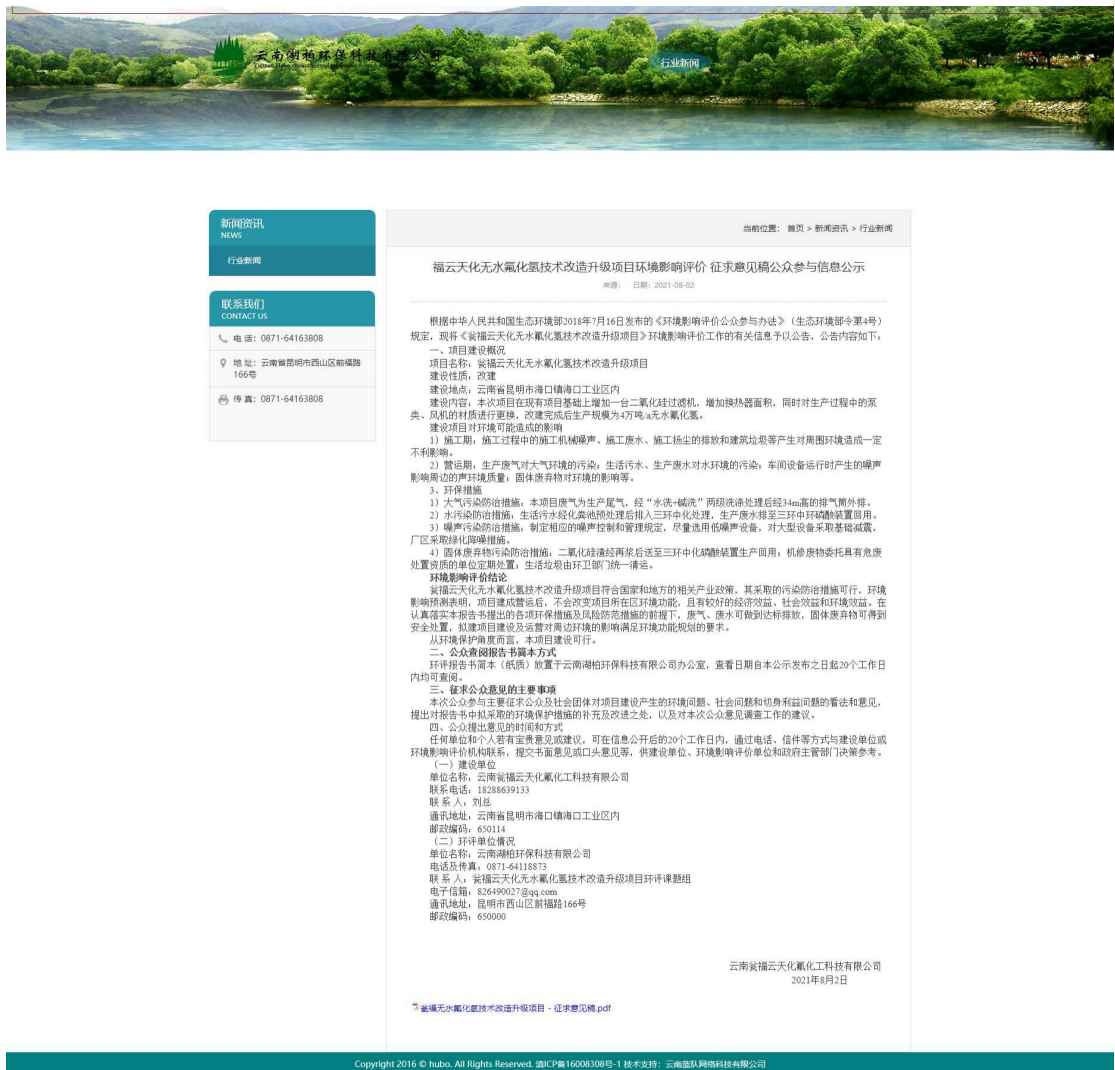 云南湖柏环保科技有限公司
行业新闻
新闻资讯
NEWS
行业新闻
联系我们
CONTACT US
电 话：0871-64163808
地 址：云南省昆明市西山区前福路
166号
传 真：0871-64163808
当前位置： 首页 > 新闻资讯 > 行业新闻
福云天化无水氟化氢技术改造升级项目环境影响评价 征求意见稿公众参与信息公示
来源： 日期：2021-08-02
根据中华人民共和国生态环境部2018年7月16日发布的《环境影响评价公众参与办法》（生态环境部令第4号）
规定，现将《瓮福云天化无水氟化氢技术改造升级项目》环境影响评价工作的有关信息予以公告，公告内容如下：
一、项目建设概况
项目名称：瓮福云天化无水氟化氢技术改造升级项目
建设性质：改建
建设地点：云南省昆明市海口镇海口工业区内
建设内容：本次项目在现有项目基础上增加一台二氧化硅过滤机，增加换热器面积，同时对生产过程中的泵
类、风机的材质进行更换，改建完成后生产规模为4万吨/a无水氟化氢。
建设项目对环境可能造成的影响
1）施工期：施工过程中的施工机械噪声、施工废水、施工扬尘的排放和建筑垃圾等产生对周围环境造成一定
不利影响。
2）营运期：生产废气对大气环境的污染；生活污水、生产废水对水环境的污染；车间设备运行时产生的噪声
影响周边的声环境质量；固体废弃物对环境的影响等。
3、环保措施
1）大气污染防治措施：本项目废气为生产尾气，经“水洗+碱洗”两级洗涤处理后经34m高的排气筒外排。
2）水污染防治措施：生活污水经化粪池预处理后排入三环中化处理，生产废水排至三环中环磷酸装置回用。
3）噪声污染防治措施：制定相应的噪声控制和管理规定，尽量选用低噪声设备，对大型设备采取基础减震，
厂区采取绿化降噪措施。
4）固体废弃物污染防治措施：二氧化硅渣经再浆后送至三环中化磷酸装置生产回用；机修废物委托具有危废
处置资质的单位定期处置；生活垃圾由环卫部门统一清运。
环境影响评价结论
瓮福云天化无水氟化氢技术改造升级项目符合国家和地方的相关产业政策，其采取的污染防治措施可行，环境
影响预测表明，项目建成营运后，不会改变项目所在区环境功能，且有较好的经济效益、社会效益和环境效益。在
认真落实本报告书提出的各项环保措施及风险防范措施的前提下，废气、废水可做到达标排放，固体废弃物可得到
安全处置，拟建项目建设及运营对周边环境的影响满足环境功能规划的要求。
从环境保护角度而言，本项目建设可行。
二、公众查阅报告书简本方式
环评报告书简本（纸质）放置于云南湖柏环保科技有限公司办公室，查看日期自本公示发布之日起20个工作日
内均可查阅。
三、征求公众意见的主要事项
本次公众参与主要征求公众及社会团体对项目建设产生的环境问题、社会问题和切身利益问题的看法和意见，
提出对报告书中拟采取的环境保护措施的补充及改进之处，以及对本次公众意见调查工作的建议。
四、公众提出意见的时间和方式
任何单位和个人若有宝贵意见或建议，可在信息公开后的20个工作日内，通过电话、信件等方式与建设单位或
环境影响评价机构联系，提交书面意见或口头意见等，供建设单位、环境影响评价单位和政府主管部门决策参考。
（一）建设单位
单位名称：云南瓮福云天化氟化工科技有限公司
联系电话：18288639133
联 系 人：刘总
通讯地址：云南省昆明市海口镇海口工业区内
邮政编码：650114
（二）环评单位情况
单位名称：云南湖柏环保科技有限公司
电话及传真：0871-64118873
联 系 人：瓮福云天化无水氟化氢技术改造升级项目环评课题组
电子信箱：826490027@qq.com
通讯地址：昆明市西山区前福路166号
邮政编码：650000
云南瓮福云天化氟化工科技有限公司
2021年8月2日
瓮福无水氟化氢技术改造升级项目 - 征求意见稿.pdf
Copyright 2016 © hubo. All Rights Reserved. 滇ICP备16008308号-1 技术支持：云南蓝队网络科技有限公司